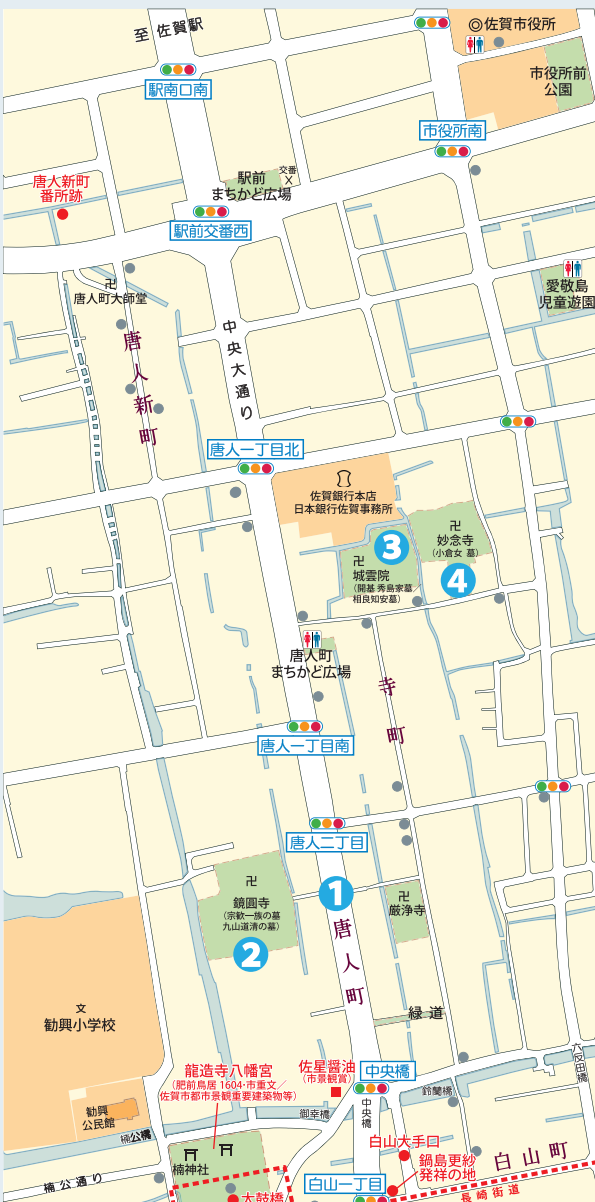 至 佐賀駅
◎佐賀市役所
市役所前
公園
駅南口南
市役所南
交番
駅前
まちかど広場
唐人新町
番所跡
駅前交番西
唐人町大師堂
愛敬島
児童遊園
唐人新町
中央大通り
唐人一丁目北
佐賀銀行本店
日本銀行佐賀事務所
3
城雲院
(開基 秀島家墓/
相良知安墓)
妙念寺
(小倉女 墓)
4
唐人町
まちかど広場
寺町
唐人一丁目南
唐人二丁目
1
唐人町
鏡圓寺
(宗歓一族の墓
九山道清の墓)
2
厳浄寺
文
勧興小学校
緑道
六反田橋
龍造寺八幡宮
(肥前鳥居 1604・市重文/
佐賀市都市景観重要建築物等)
佐星醤油
(市景観賞)
中央橋
鈴蘭橋
勧興
公民館
御幸橋
中央橋
楠公橋
白山大手口
楠神社
鍋島更紗
発祥の地
白山町
楠公通り
太鼓橋
白山一丁目
長崎街道